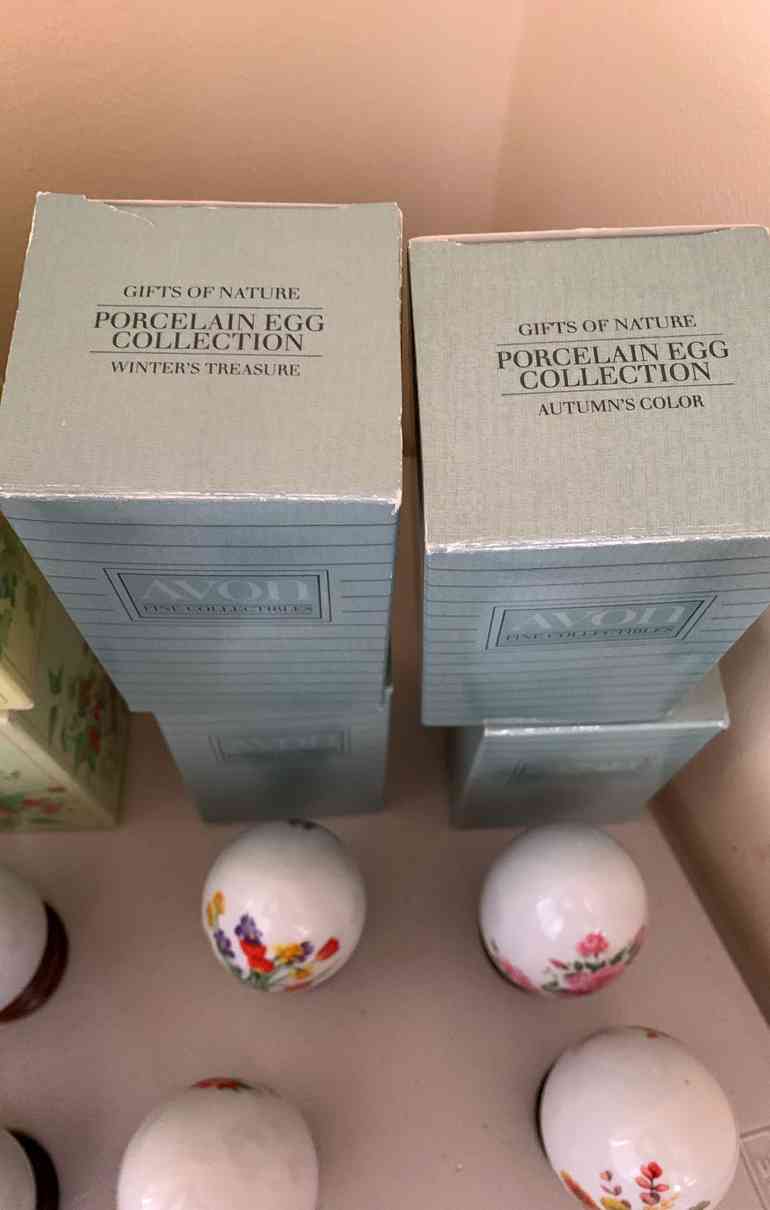 GIFTS OF NATURE
PORCELAIN EGG
COLLECTION
WINTER'S TREASURE
AVON
FINE COLLECTIBLES
AVON
GIFTS OF NATURE
PORCELAIN EGG
COLLECTION
AUTUMN'S COLOR
AVON
FINE COLLECTIBLES